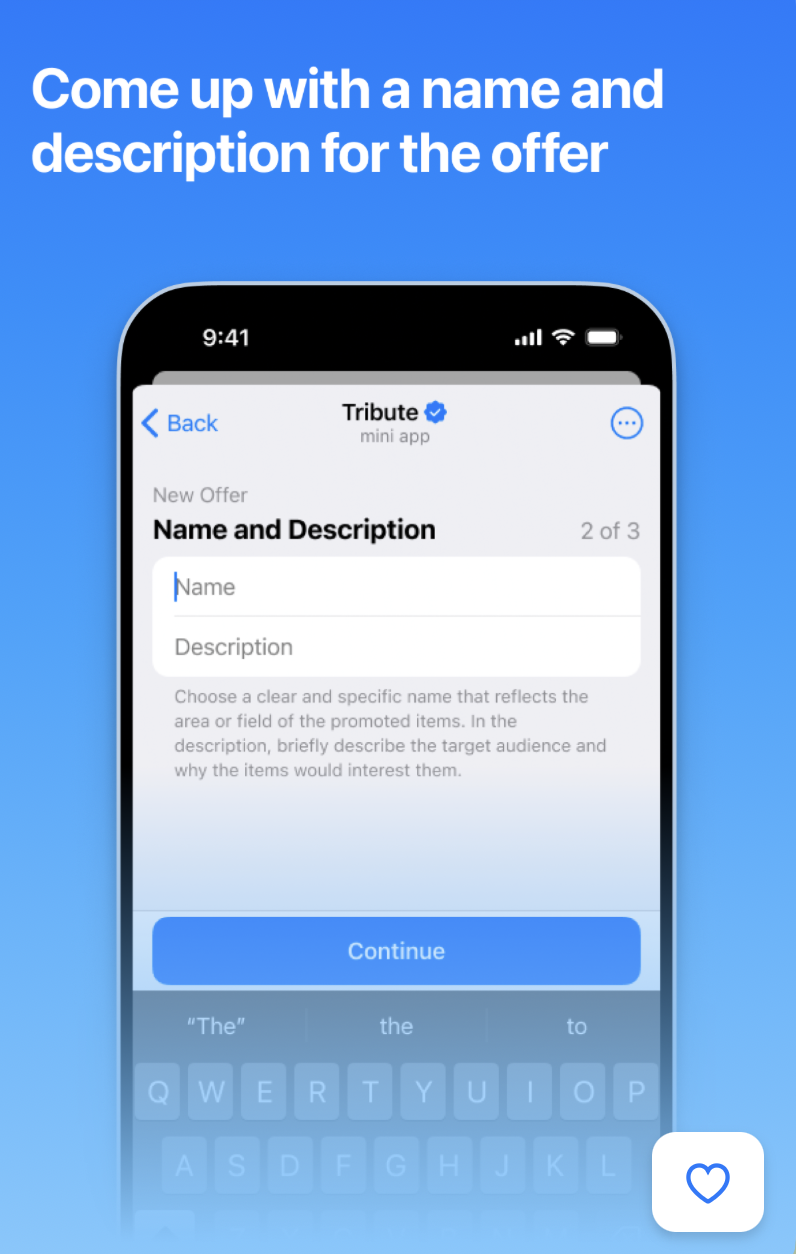 Come up with a name and
description for the offer
9:41
Back
Tribute
mini app
New Offer
Name and Description
2 of 3
Name
Description
Choose a clear and specific name that reflects the
area or field of the promoted items. In the
description, briefly describe the target audience and
why the items would interest them.
Continue
“The” the to
Q W E R T Y U I O P
A S D F G H J K L